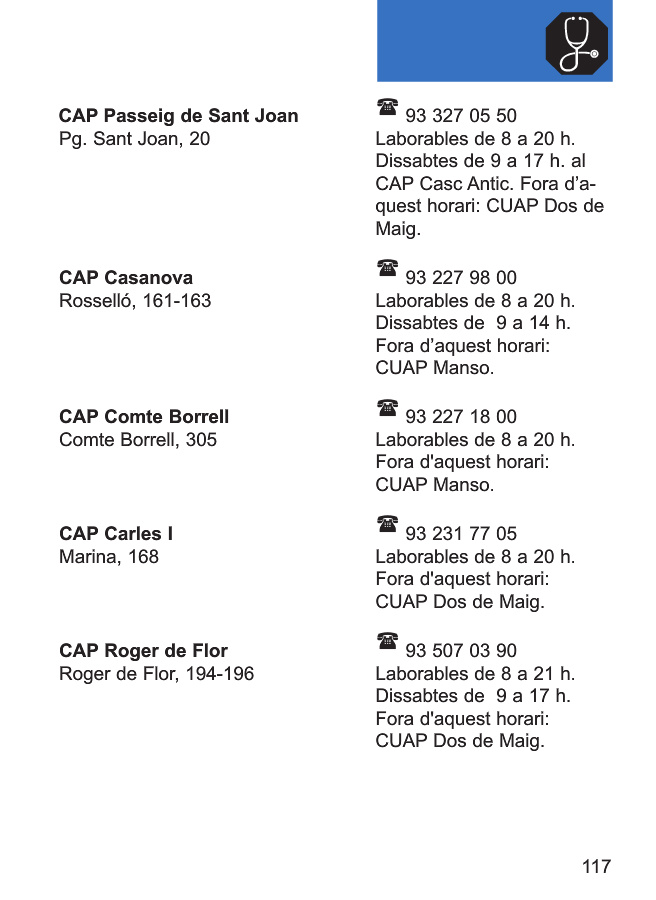 CAP Passeig de Sant Joan
Pg. Sant Joan, 20
☎ 93 327 05 50
Laborables de 8 a 20 h.
Dissabtes de 9 a 17 h. al
CAP Casc Antic. Fora d’a-
quest horari: CUAP Dos de
Maig.
CAP Casanova
Rosselló, 161-163
☎ 93 227 98 00
Laborables de 8 a 20 h.
Dissabtes de  9 a 14 h.
Fora d’aquest horari:
CUAP Manso.
CAP Comte Borrell
Comte Borrell, 305
☎ 93 227 18 00
Laborables de 8 a 20 h.
Fora d'aquest horari:
CUAP Manso.
CAP Carles I
Marina, 168
☎ 93 231 77 05
Laborables de 8 a 20 h.
Fora d'aquest horari:
CUAP Dos de Maig.
CAP Roger de Flor
Roger de Flor, 194-196
☎ 93 507 03 90
Laborables de 8 a 21 h.
Dissabtes de  9 a 17 h.
Fora d'aquest horari:
CUAP Dos de Maig.
117